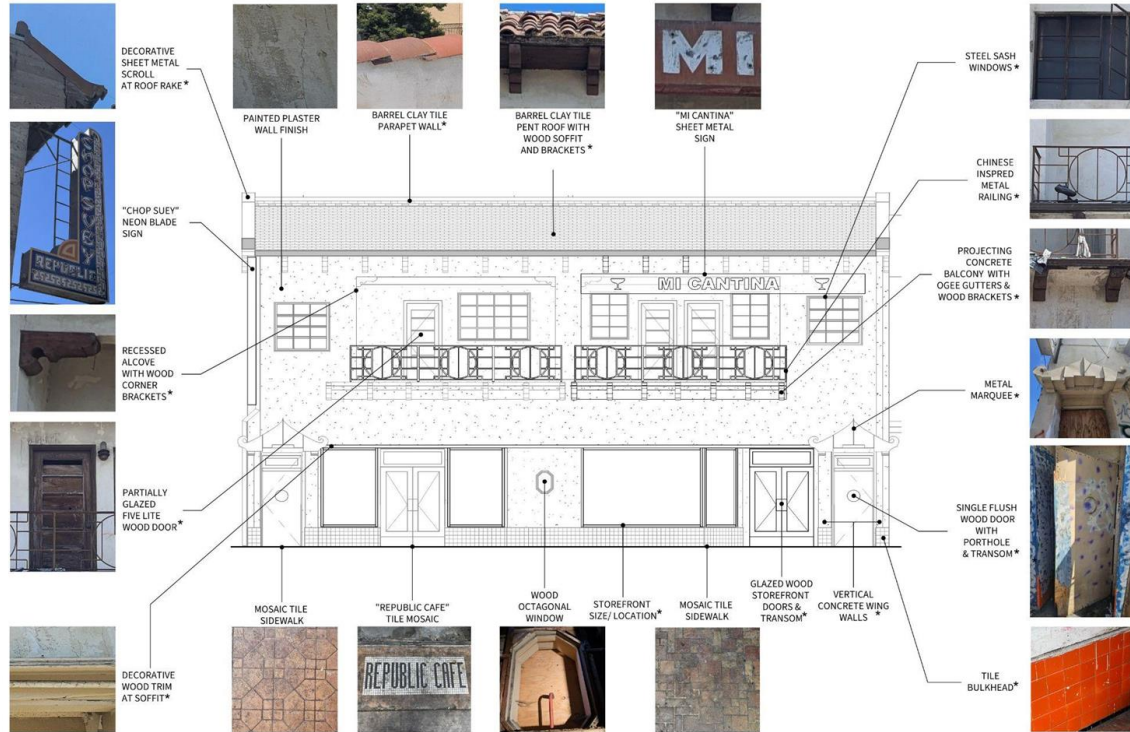 DECORATIVE
SHEET METAL
SCROLL
AT ROOF RAKE*
PAINTED PLASTER
WALL FINISH
BARREL CLAY TILE
PARAPET WALL*
BARREL CLAY TILE
PENT ROOF WITH
WOOD SOFFIT
AND BRACKETS*
MI
"MI CANTINA"
SHEET METAL
SIGN
STEEL SASH
WINDOWS*
CHINESE
INSPRED
METAL
RAILING*
CHOP SUEY
REPUBLIC
"CHOP SUEY"
NEON BLADE
SIGN
PROJECTING
CONCRETE
BALCONY WITH
OGEE GUTTERS &
WOOD BRACKETS*
MI CANTINA
RECESSED
ALCOVE
WITH WOOD
CORNER
BRACKETS*
METAL
MARQUEE*
PARTIALLY
GLAZED
FIVE LITE
WOOD DOOR*
SINGLE FLUSH
WOOD DOOR
WITH
PORTHOLE
& TRANSOM*
MOSAIC TILE
SIDEWALK
"REPUBLIC CAFE"
TILE MOSAIC
WOOD
OCTAGONAL
WINDOW
STOREFRONT
SIZE/ LOCATION*
MOSAIC TILE
SIDEWALK
GLAZED WOOD
STOREFRONT
DOORS &
TRANSOM*
VERTICAL
CONCRETE WING
WALLS*
DECORATIVE
WOOD TRIM
AT SOFFIT*
REPUBLIC CAFE
TILE
BULKHEAD*